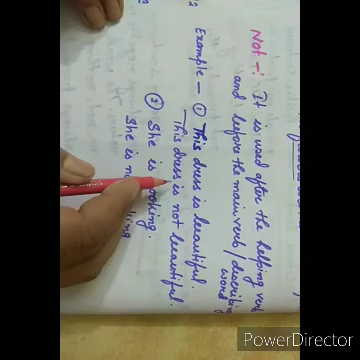 Not -: It is used after the helping verb
and before the main verb / describing
word
Example - ① This dress is beautiful.
This dress is not beautiful.
② She is cooking.
She is
PowerDirector